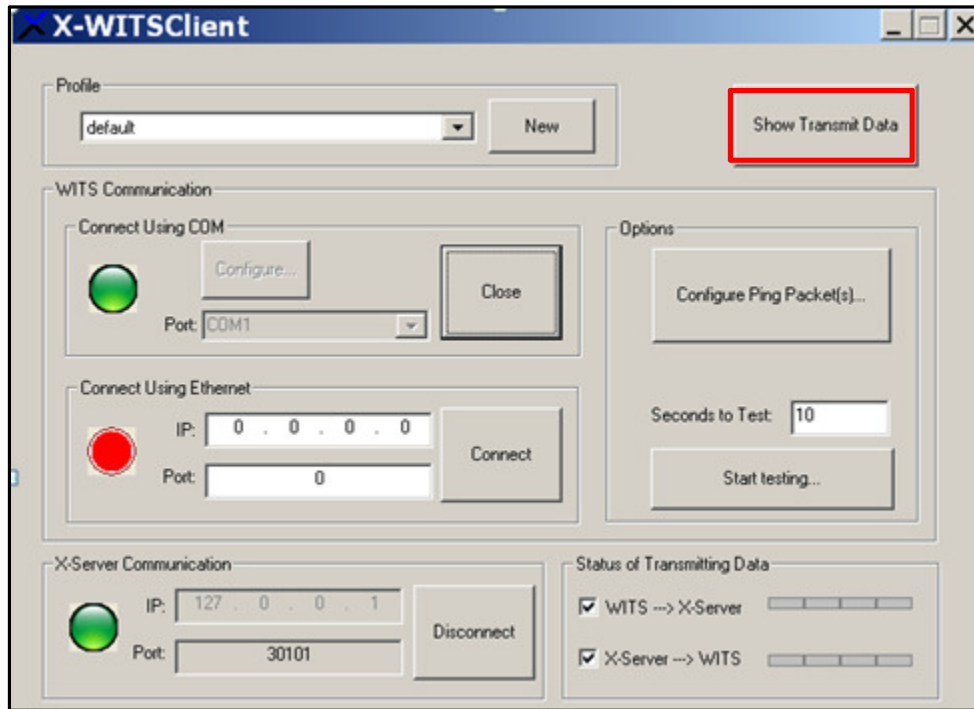 X-WITSClient
Profile
default
New
Show Transmit Data
WITS Communication
Connect Using COM
Configure...
Port: COM1
Close
Options
Configure Ping Packet(s)...
Connect Using Ethernet
IP: 0 . 0 . 0 . 0
Port: 0
Connect
Seconds to Test: 10
Start testing...
X-Server Communication
IP: 127 . 0 . 0 . 1
Port: 30101
Disconnect
Status of Transmitting Data
WITS ---> X-Server
X-Server ---> WITS